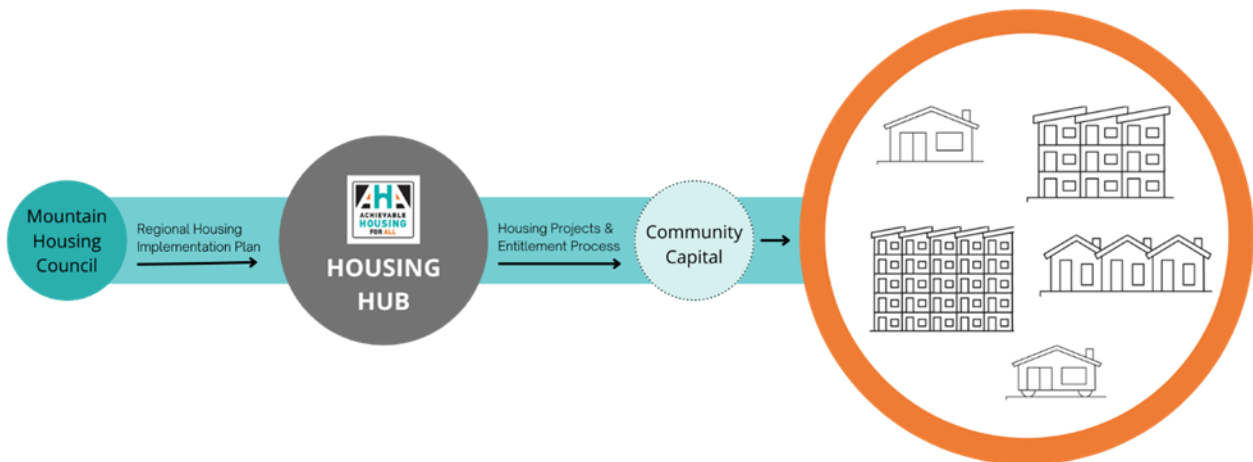 Mountain
Housing
Council
Regional Housing
Implementation Plan
AHA
ACHIEVABLE
HOUSING
FOR ALL
HOUSING
HUB
Housing Projects &
Entitlement Process
Community
Capital